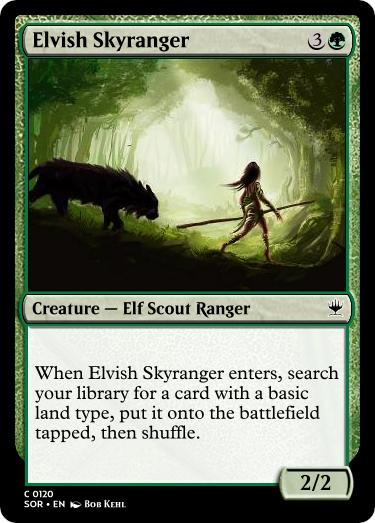 Elvish Skyranger 3
Creature — Elf Scout Ranger
When Elvish Skyranger enters, search
your library for a card with a basic
land type, put it onto the battlefield
tapped, then shuffle.
2/2
C 0120
SOR • EN Bob Kehl